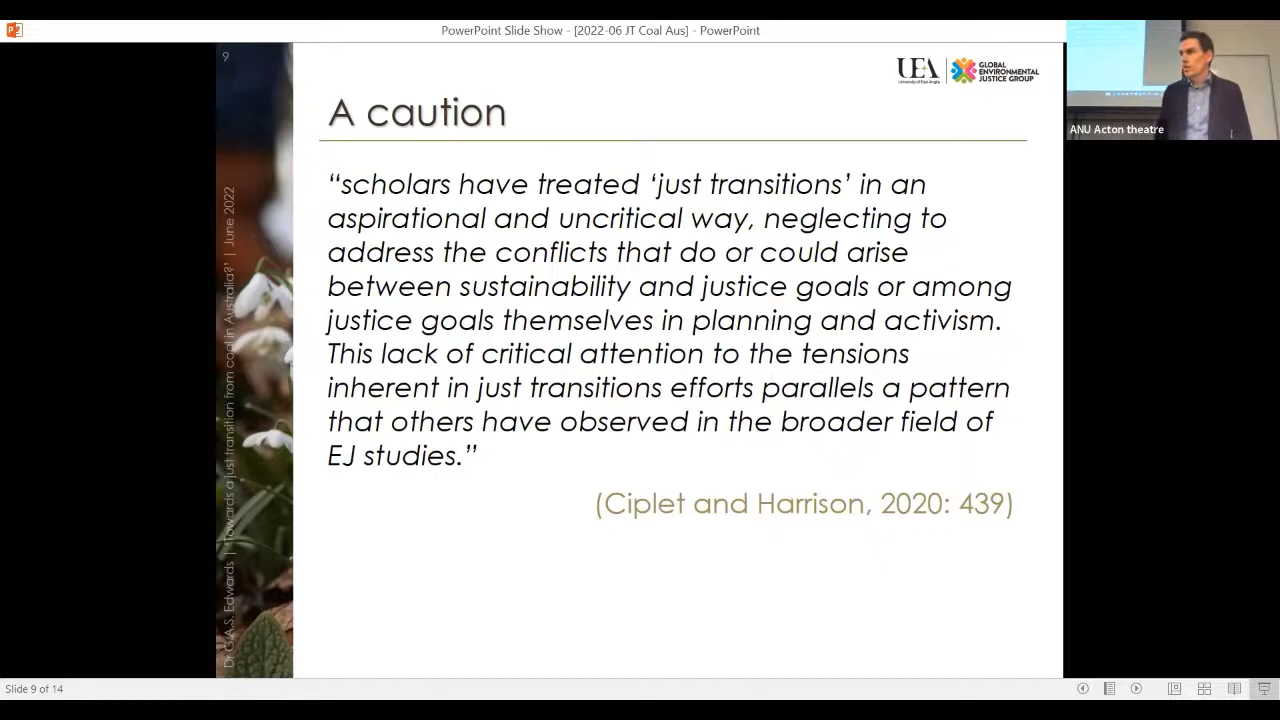 PowerPoint Slide Show - [2022-06 JT Coal Aus] - PowerPoint
9
UEA
University of East Anglia
GLOBAL
ENVIRONMENTAL
JUSTICE GROUP
ANU Acton theatre
A caution
“scholars have treated ‘just transitions’ in an
aspirational and uncritical way, neglecting to
address the conflicts that do or could arise
between sustainability and justice goals or among
justice goals themselves in planning and activism.
This lack of critical attention to the tensions
inherent in just transitions efforts parallels a pattern
that others have observed in the broader field of
EJ studies.”
(Ciplet and Harrison, 2020: 439)
Dr G.A.S. Edwards | ‘Towards a just transition from coal in Australia?’ | June 2022
Slide 9 of 14